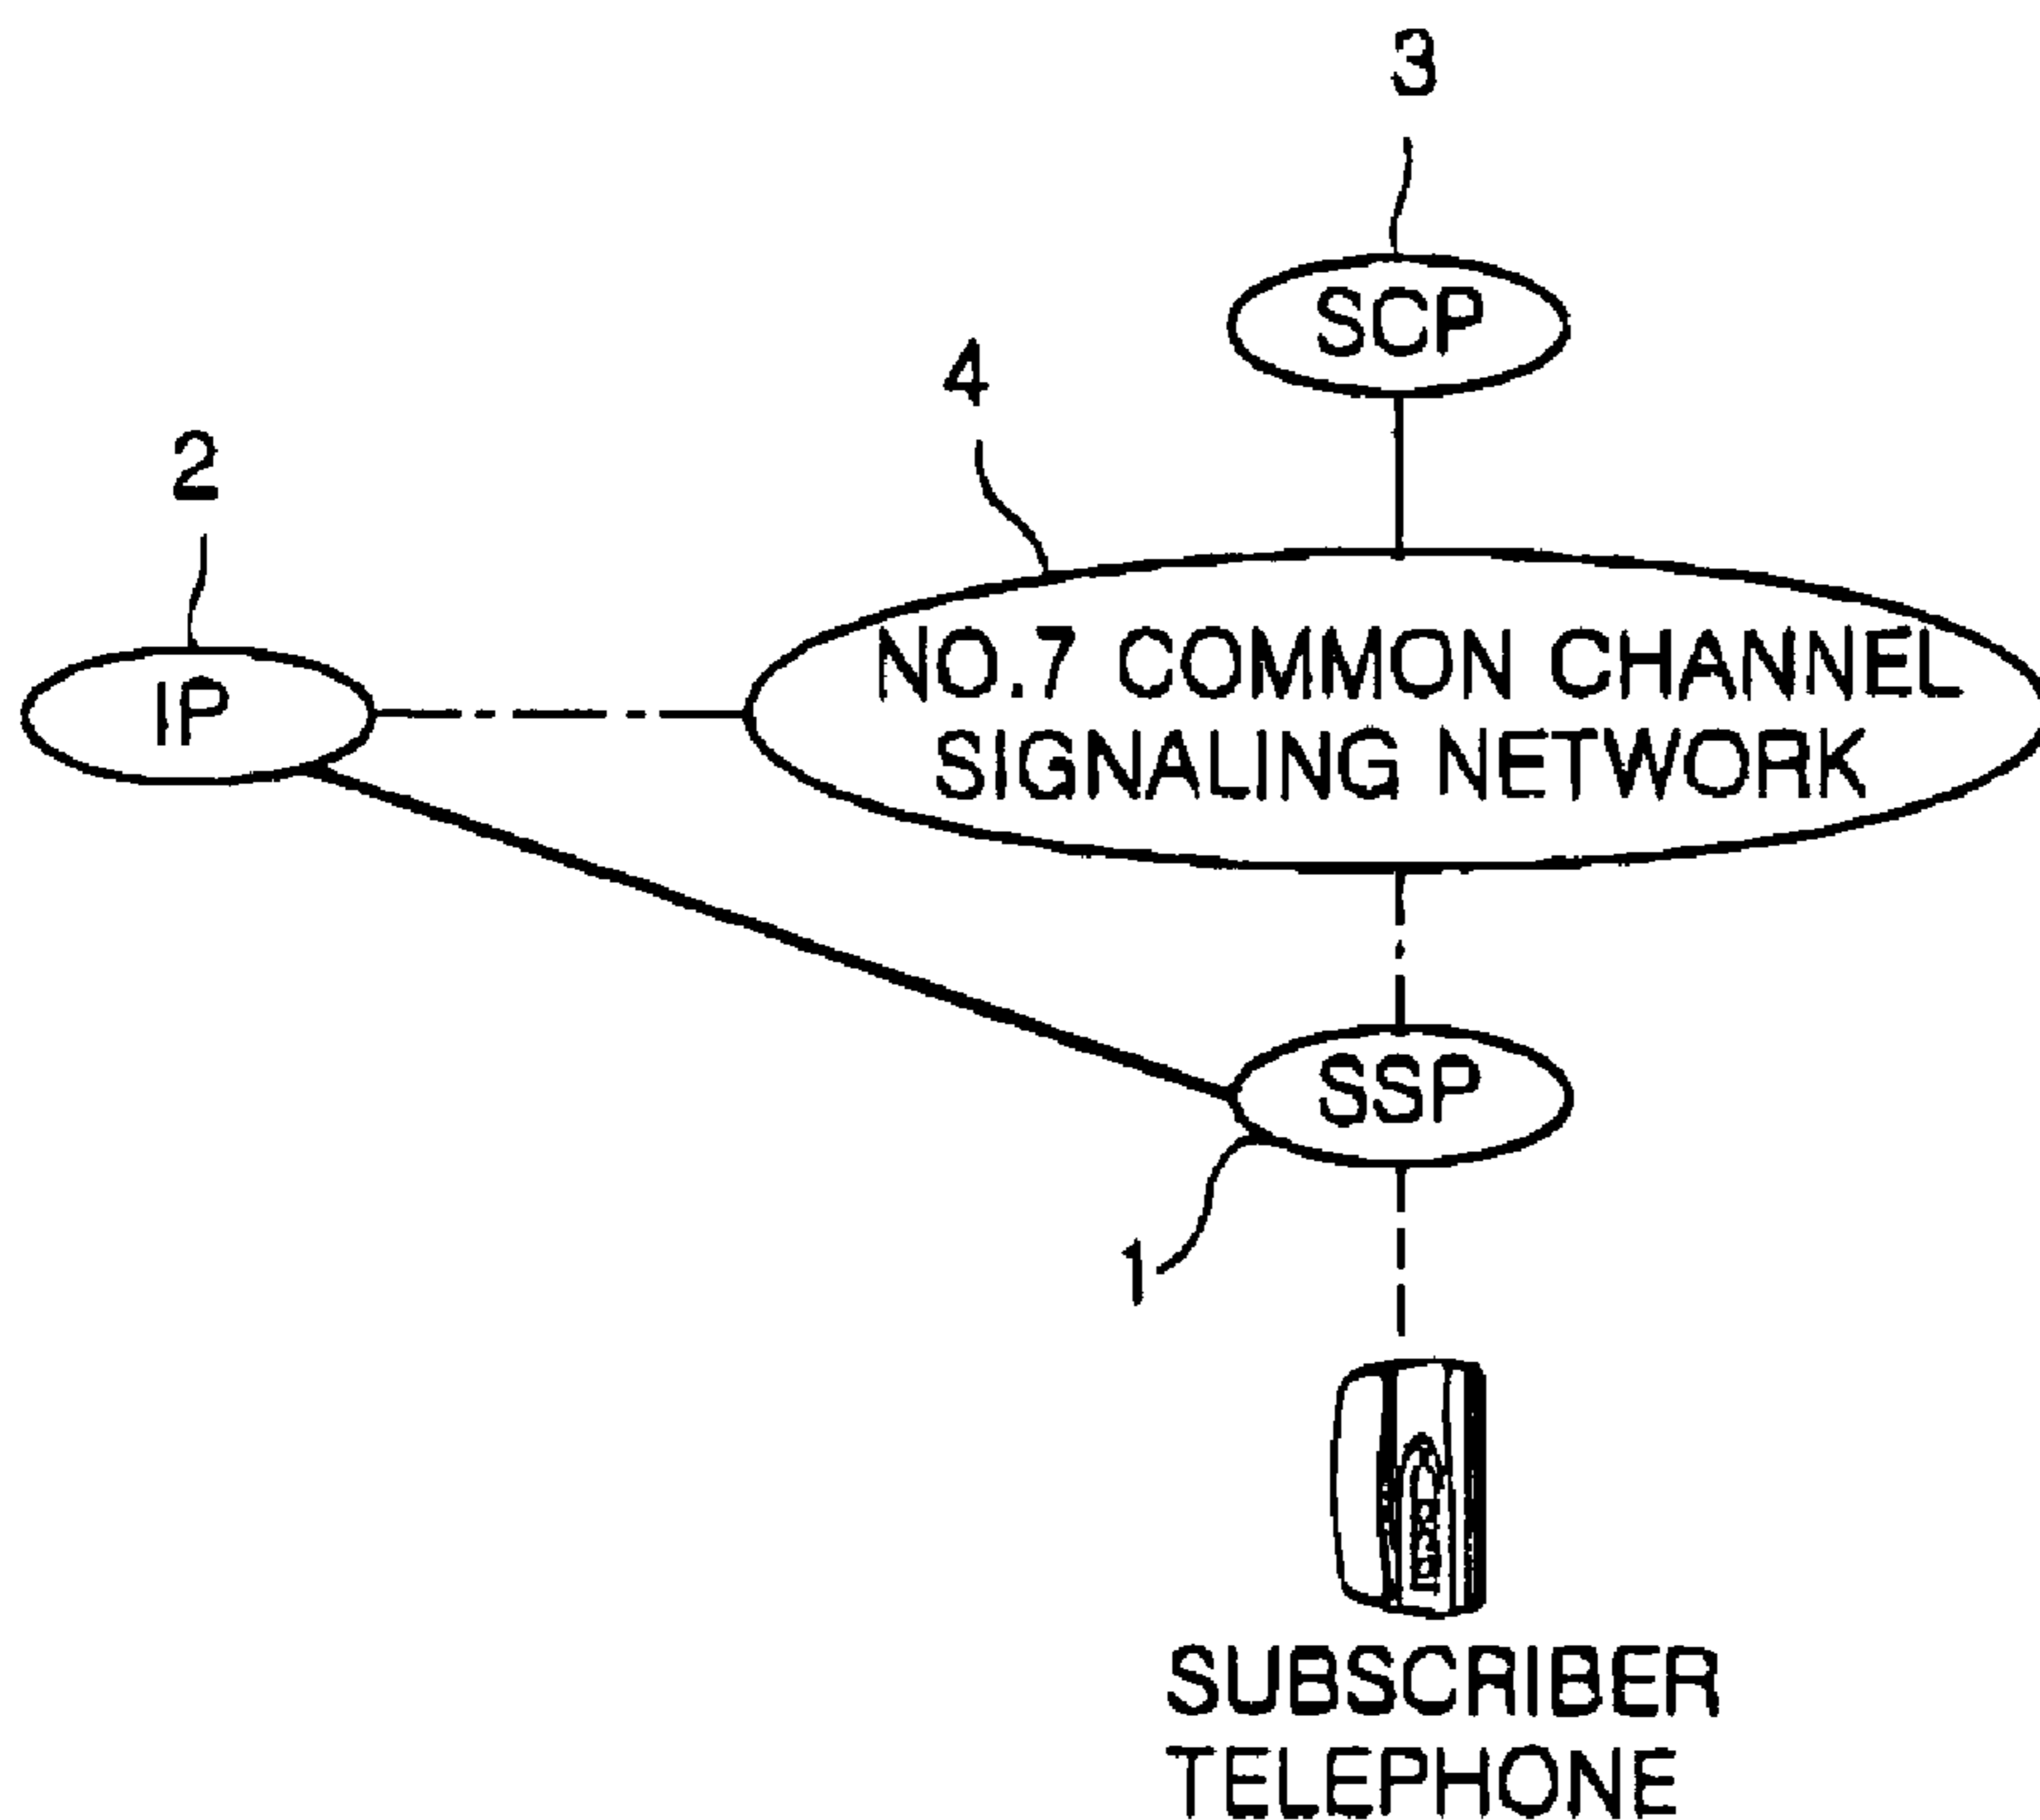 3
SCP
4
2
NO.7 COMMON CHANNEL
SIGNALING NETWORK
IP
SSP
1
SUBSCRIBER
TELEPHONE